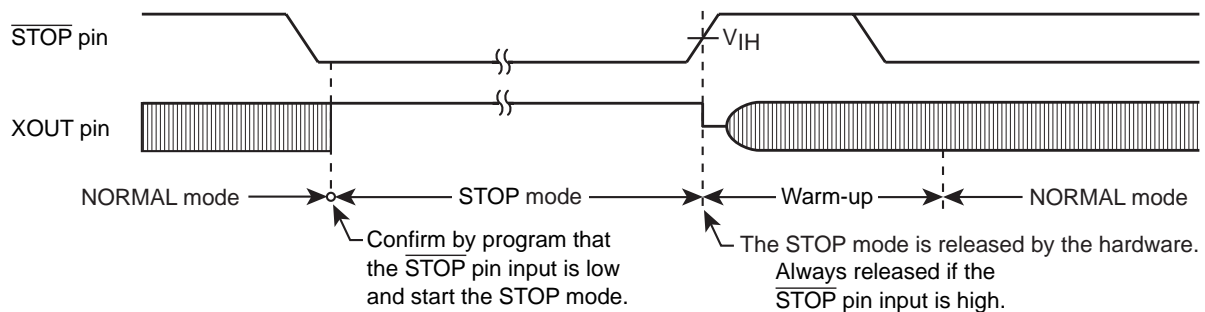 STOP pin
VIH
XOUT pin
NORMAL mode
STOP mode
Warm-up
NORMAL mode
Confirm by program that
the STOP pin input is low
and start the STOP mode.
The STOP mode is released by the hardware.
Always released if the
STOP pin input is high.